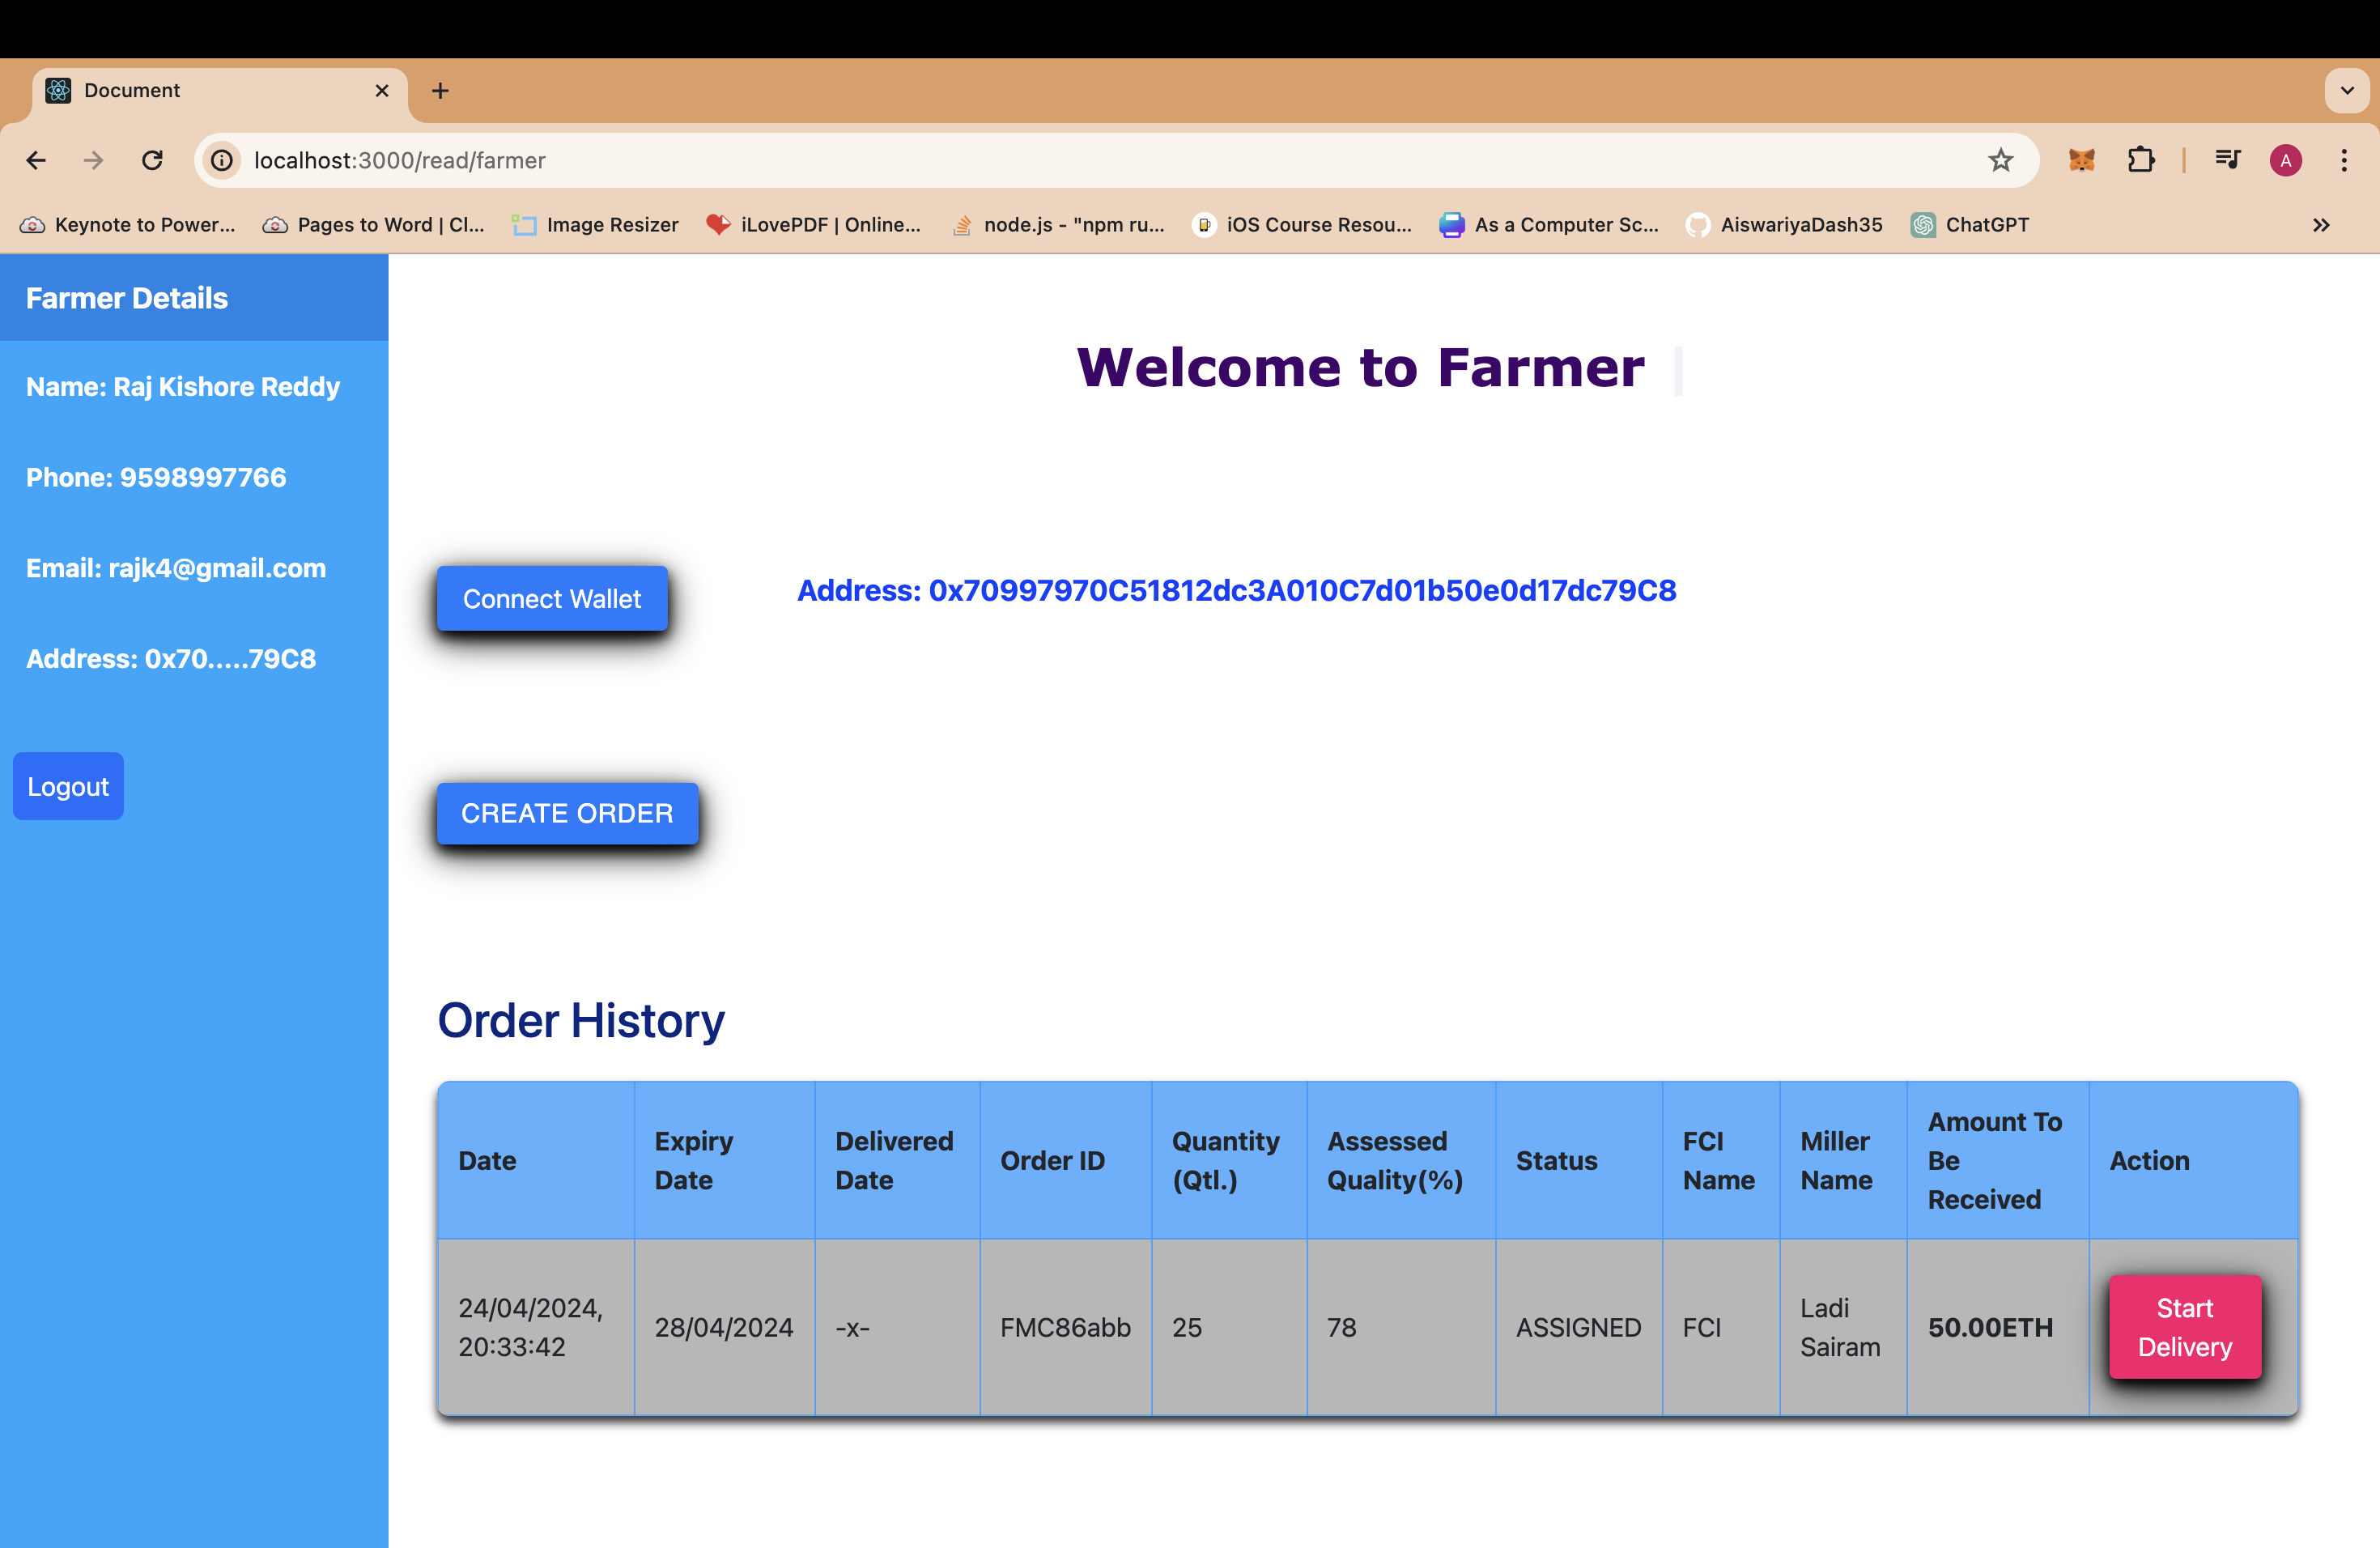 Document
localhost:3000/read/farmer
A
Keynote to Power... Pages to Word | Cl... Image Resizer iLovePDF | Online... node.js - "npm ru... iOS Course Resou... As a Computer Sc... AiswariyaDash35 ChatGPT
Farmer Details
Name: Raj Kishore Reddy
Phone: 9598997766
Email: rajk4@gmail.com
Address: 0x70.....79C8
Logout
Welcome to Farmer
Connect Wallet
Address: 0x70997970C51812dc3A010C7d01b50e0d17dc79C8
CREATE ORDER
Order History
Date
Expiry
Date
Delivered
Date
Order ID
Quantity
(Qtl.)
Assessed
Quality(%)
Status
FCI
Name
Miller
Name
Amount To
Be
Received
Action
24/04/2024,
20:33:42
28/04/2024
-x-
FMC86abb
25
78
ASSIGNED
FCI
Ladi
Sairam
50.00ETH
Start
Delivery